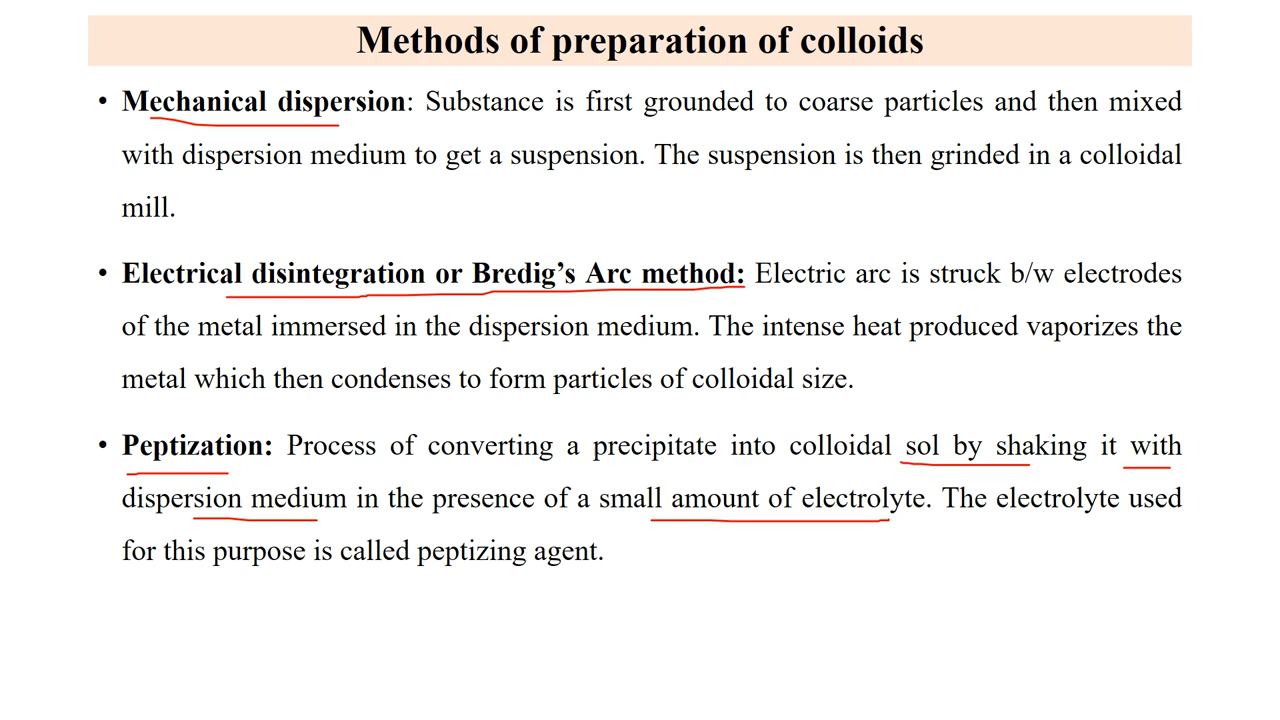 Methods of preparation of colloids
• Mechanical dispersion: Substance is first grounded to coarse particles and then mixed
with dispersion medium to get a suspension. The suspension is then grinded in a colloidal
mill.
• Electrical disintegration or Bredig’s Arc method: Electric arc is struck b/w electrodes
of the metal immersed in the dispersion medium. The intense heat produced vaporizes the
metal which then condenses to form particles of colloidal size.
• Peptization: Process of converting a precipitate into colloidal sol by shaking it with
dispersion medium in the presence of a small amount of electrolyte. The electrolyte used
for this purpose is called peptizing agent.